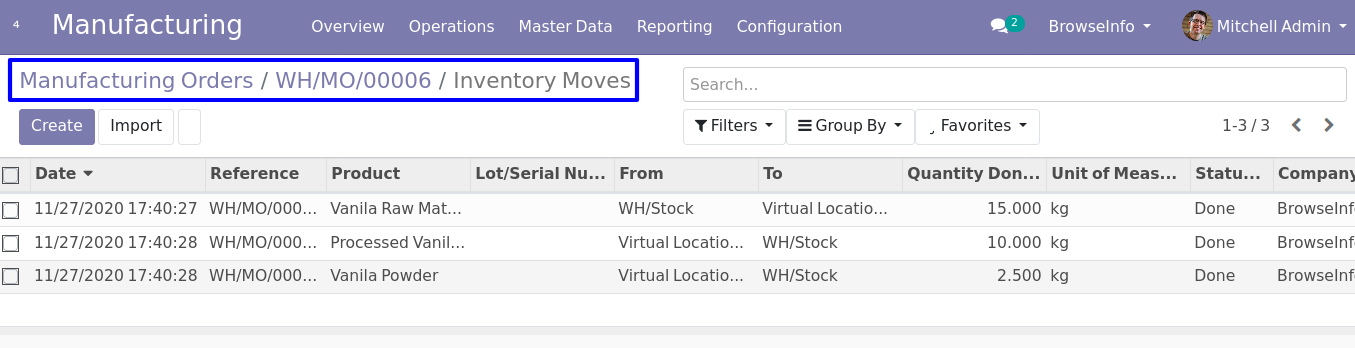 4 Manufacturing Overview Operations Master Data Reporting Configuration 2 BrowseInfo Mitchell Admin
Manufacturing Orders / WH/MO/00006 / Inventory Moves Search...
Create Import Filters Group By Favorites 1-3 / 3
Date Reference Product Lot/Serial Nu... From To Quantity Don... Unit of Meas... Statu... Company
11/27/2020 17:40:27 WH/MO/000... Vanila Raw Mat... WH/Stock Virtual Locatio... 15.000 kg Done BrowseInf
11/27/2020 17:40:28 WH/MO/000... Processed Vanil... Virtual Locatio... WH/Stock 10.000 kg Done BrowseInf
11/27/2020 17:40:28 WH/MO/000... Vanila Powder Virtual Locatio... WH/Stock 2.500 kg Done BrowseInf